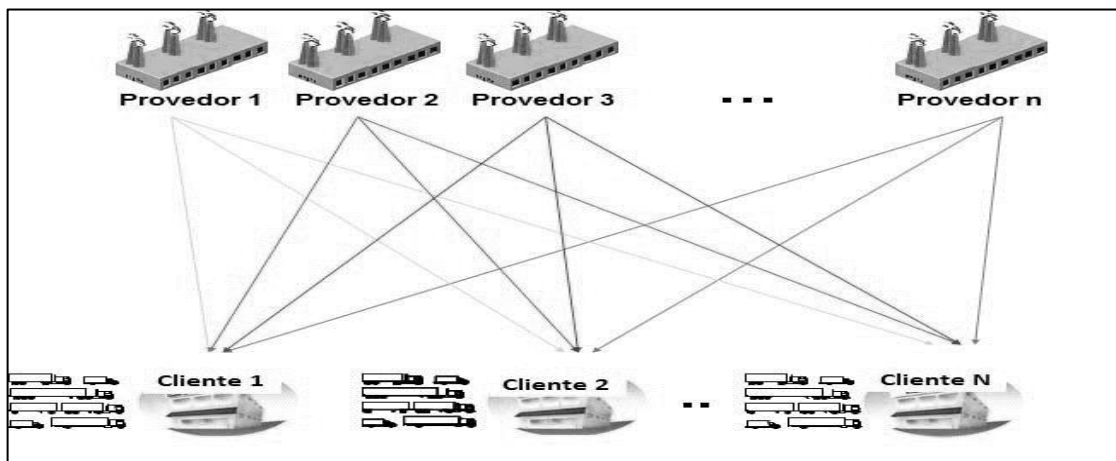 Provedor 1
Provedor 2
Provedor 3
...
Provedor n
Cliente 1
Cliente 2
..
Cliente N